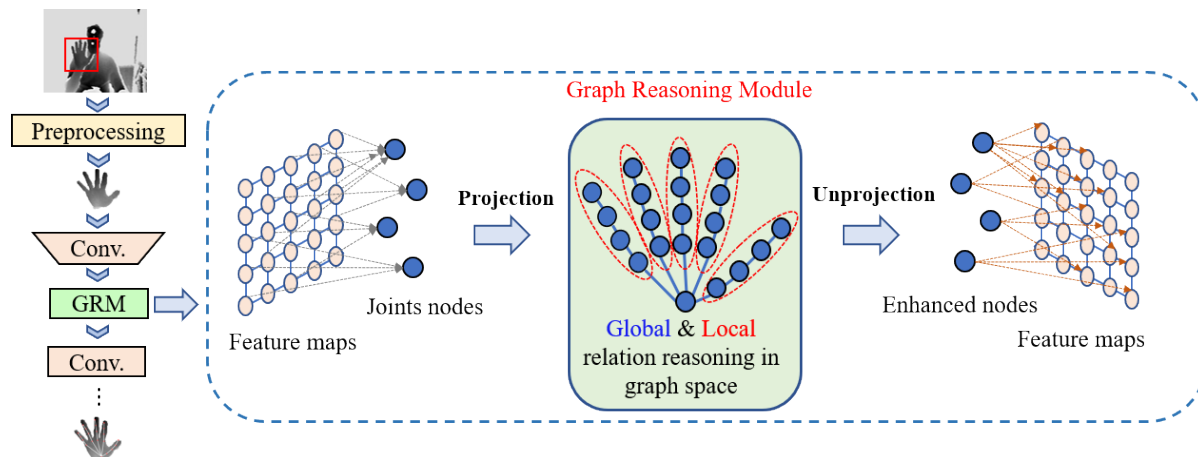 Preprocessing
Conv.
GRM
Conv.
Graph Reasoning Module
Feature maps
Joints nodes
Projection
Global & Local
relation reasoning in
graph space
Unprojection
Enhanced nodes
Feature maps